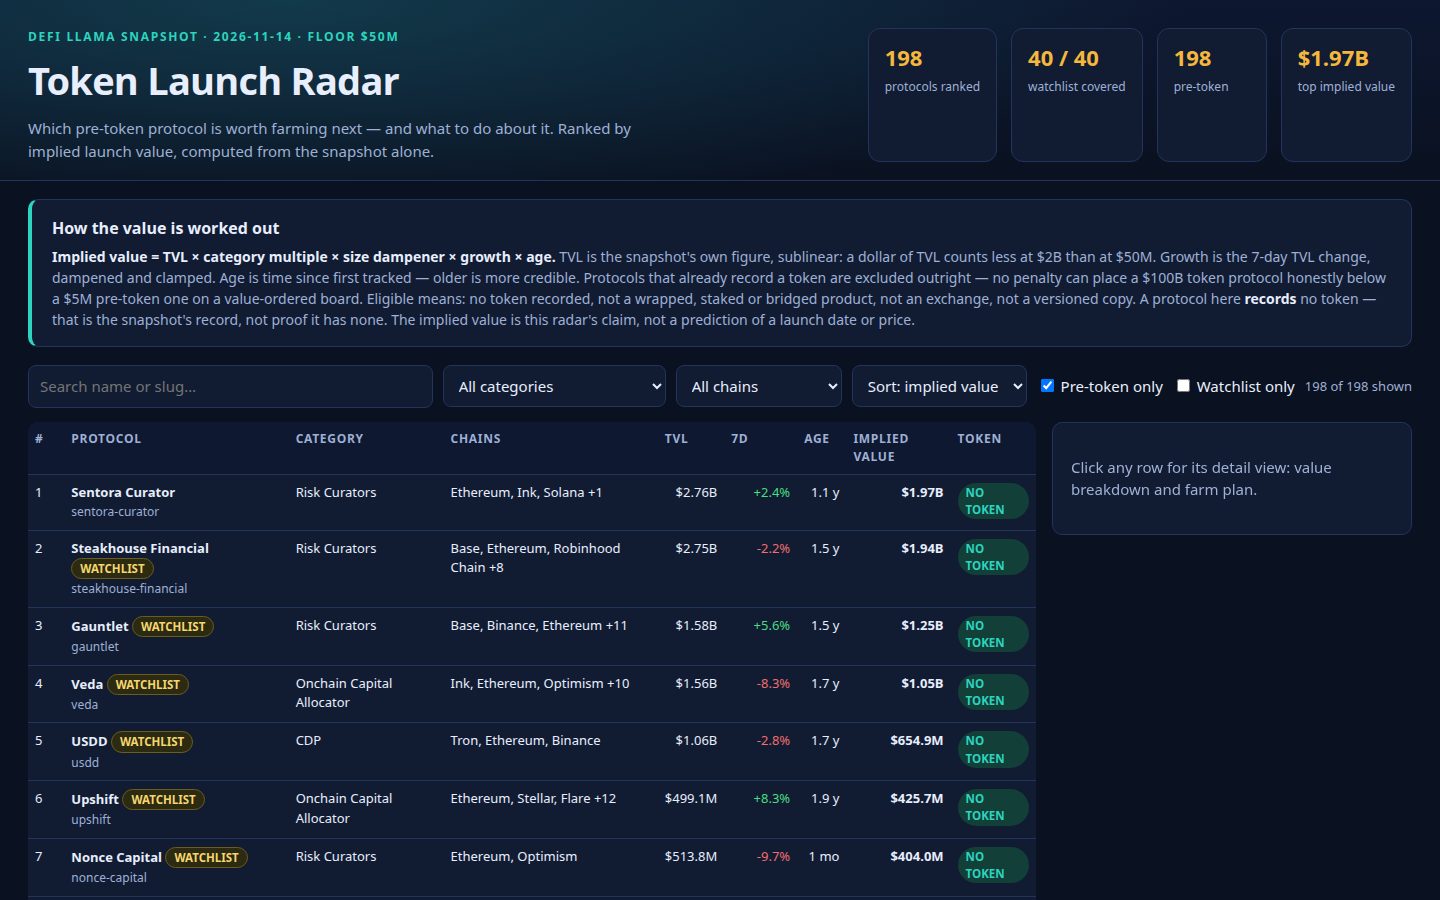 DEFI LLAMA SNAPSHOT · 2026-11-14 · FLOOR $50M
Token Launch Radar
Which pre-token protocol is worth farming next — and what to do about it. Ranked by
implied launch value, computed from the snapshot alone.
198
protocols ranked
40 / 40
watchlist covered
198
pre-token
$1.97B
top implied value
How the value is worked out
Implied value = TVL × category multiple × size dampener × growth × age. TVL is the snapshot's own figure, sublinear: a dollar of TVL counts less at $2B than at $50M. Growth is the 7-day TVL change,
dampened and clamped. Age is time since first tracked — older is more credible. Protocols that already record a token are excluded outright — no penalty can place a $100B token protocol honestly below
a $5M pre-token one on a value-ordered board. Eligible means: no token recorded, not a wrapped, staked or bridged product, not an exchange, not a versioned copy. A protocol here records no token —
that is the snapshot's record, not proof it has none. The implied value is this radar's claim, not a prediction of a launch date or price.
Search name or slug...
All categories
All chains
Sort: implied value
Pre-token only
Watchlist only
198 of 198 shown
# PROTOCOL CATEGORY CHAINS TVL 7D AGE IMPLIED VALUE TOKEN
1 Sentora Curator Risk Curators Ethereum, Ink, Solana +1 $2.76B +2.4% 1.1 y $1.97B NO TOKEN
sentora-curator
2 Steakhouse Financial Risk Curators Base, Ethereum, Robinhood Chain +8 $2.75B -2.2% 1.5 y $1.94B NO TOKEN
WATCHLIST
steakhouse-financial
3 Gauntlet WATCHLIST Risk Curators Base, Binance, Ethereum +11 $1.58B +5.6% 1.5 y $1.25B NO TOKEN
gauntlet
4 Veda WATCHLIST Onchain Capital Allocator Ink, Ethereum, Optimism +10 $1.56B -8.3% 1.7 y $1.05B NO TOKEN
veda
5 USDD WATCHLIST CDP Tron, Ethereum, Binance $1.06B -2.8% 1.7 y $654.9M NO TOKEN
usdd
6 Upshift WATCHLIST Onchain Capital Allocator Ethereum, Stellar, Flare +12 $499.1M +8.3% 1.9 y $425.7M NO TOKEN
upshift
7 Nonce Capital WATCHLIST Risk Curators Ethereum, Optimism $513.8M -9.7% 1 mo $404.0M NO TOKEN
nonce-capital
Click any row for its detail view: value
breakdown and farm plan.